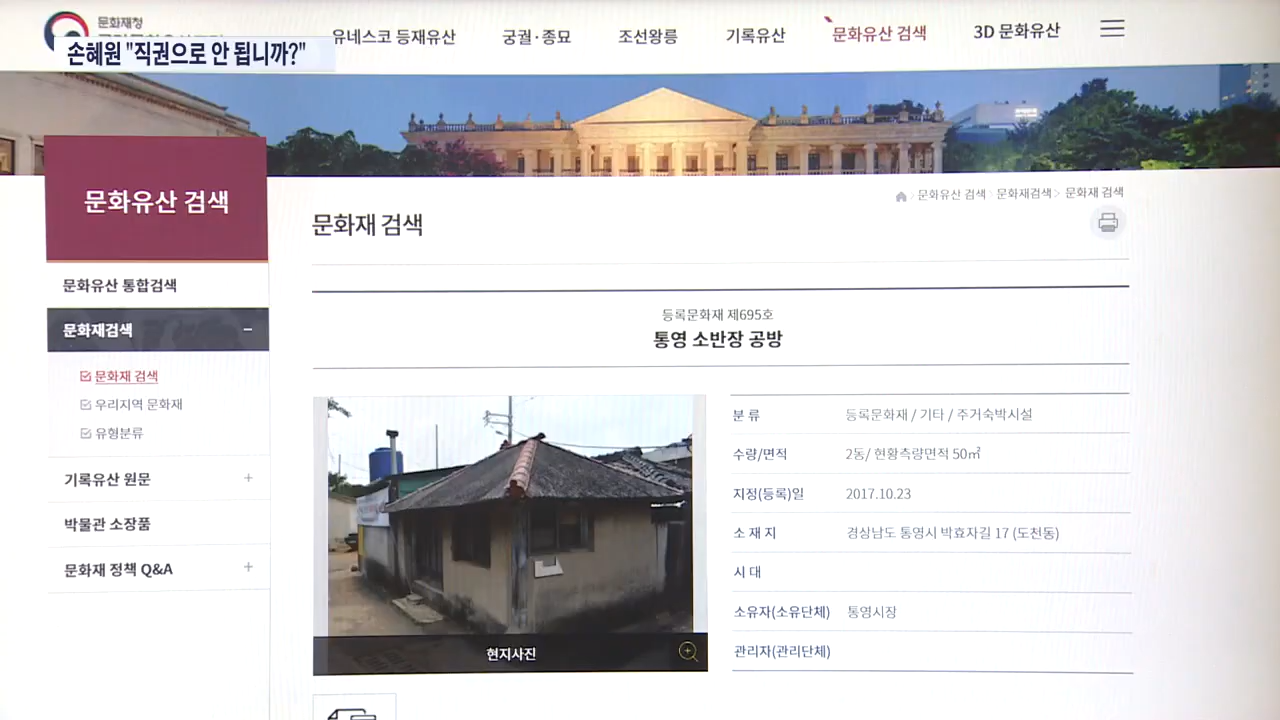 문화재청
손혜원 "직권으로 안 됩니까?"
유네스코 등재유산
궁궐·종묘
조선왕릉
기록유산
문화유산 검색
3D 문화유산
문화유산 검색
문화유산 검색 > 문화재검색 > 문화재 검색
문화재 검색
문화유산 통합검색
문화재검색
문화재 검색
우리지역 문화재
유형분류
기록유산 원문
박물관 소장품
문화재 정책 Q&A
등록문화재 제695호
통영 소반장 공방
현지사진
분 류 등록문화재 / 기타 / 주거숙박시설
수량/면적 2동/ 현황측량면적 50㎡
지정(등록)일 2017.10.23
소 재 지 경상남도 통영시 박효자길 17 (도천동)
시 대
소유자(소유단체) 통영시장
관리자(관리단체)